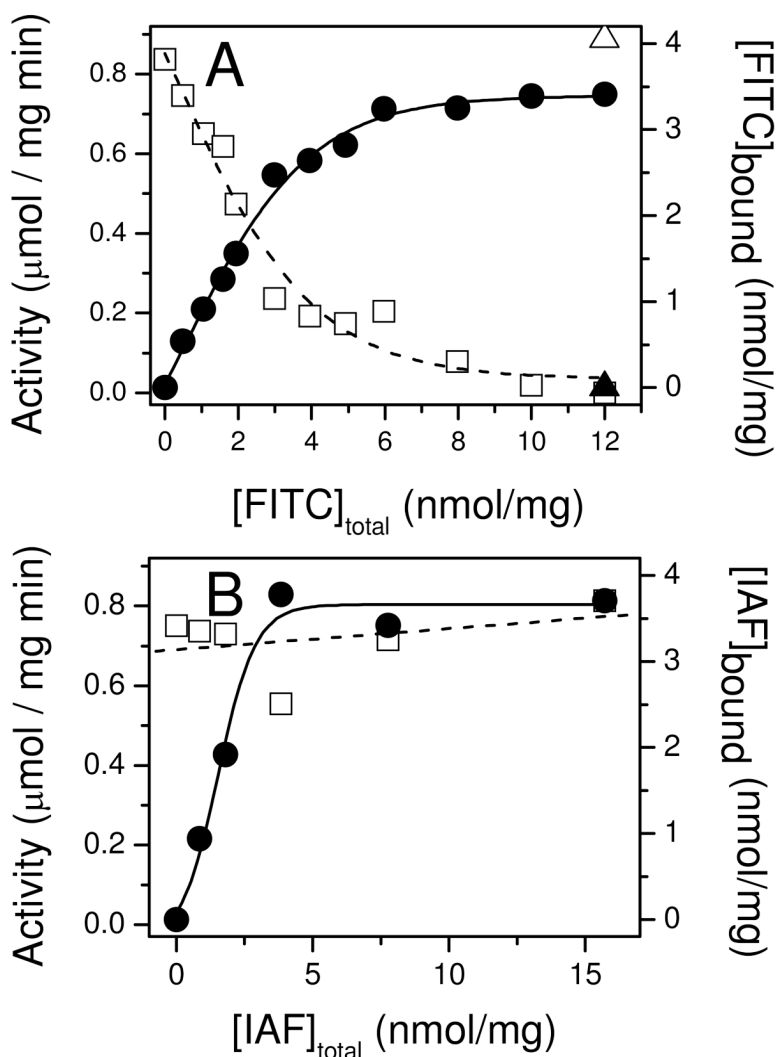 A
Activity (μmol / mg min)
0.8
0.6
0.4
0.2
0.0
4
3
2
1
0
[FITC]bound (nmol/mg)
0 2 4 6 8 10 12
[FITC]total (nmol/mg)
B
Activity (μmol / mg min)
0.8
0.6
0.4
0.2
0.0
4
3
2
1
0
[IAF]bound (nmol/mg)
0 5 10 15
[IAF]total (nmol/mg)